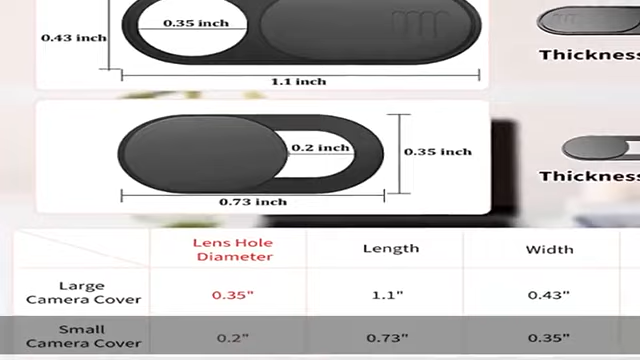 0.35 inch
0.43 inch
1.1 inch
Thickness
0.2 inch
0.35 inch
0.73 inch
Thickness
Lens Hole
Diameter
Length
Width
Large
Camera Cover
0.35"
1.1"
0.43"
Small
Camera Cover
0.2"
0.73"
0.35"